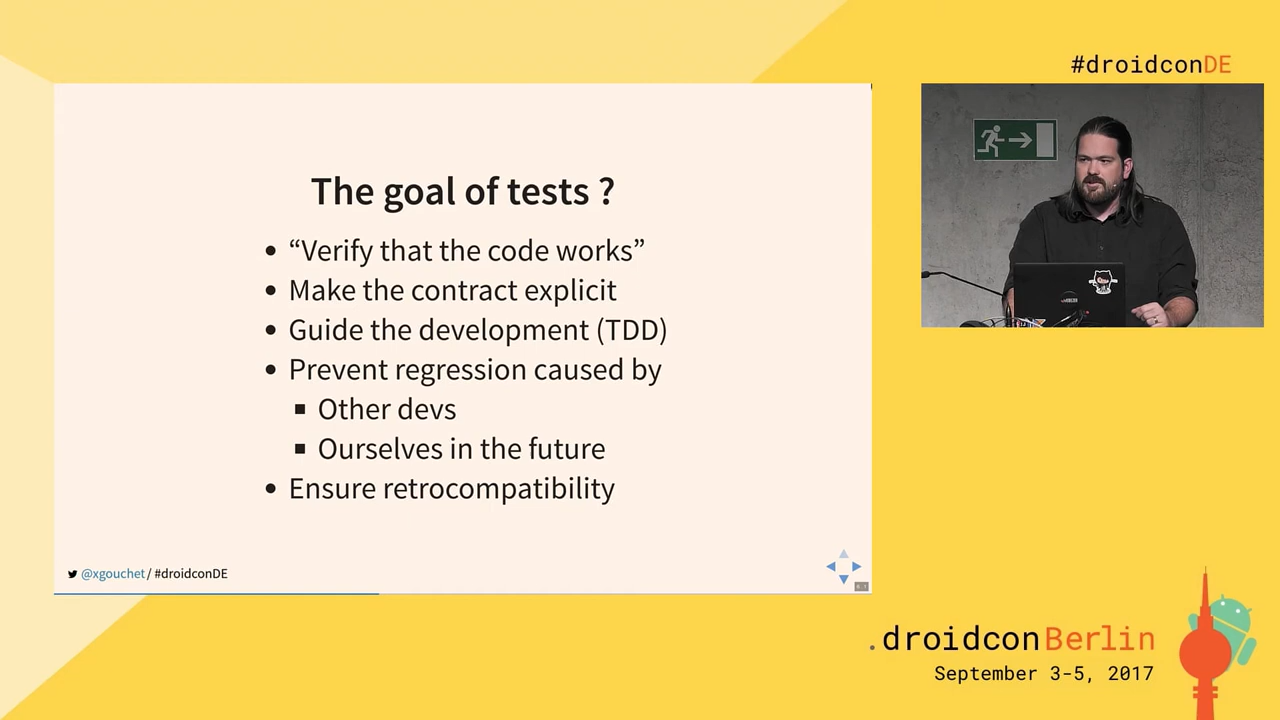 #droidconDE
The goal of tests ?
“Verify that the code works”
Make the contract explicit
Guide the development (TDD)
Prevent regression caused by
Other devs
Ourselves in the future
Ensure retrocompatibility
@xgouchet / #droidconDE
.droidconBerlin
September 3-5, 2017